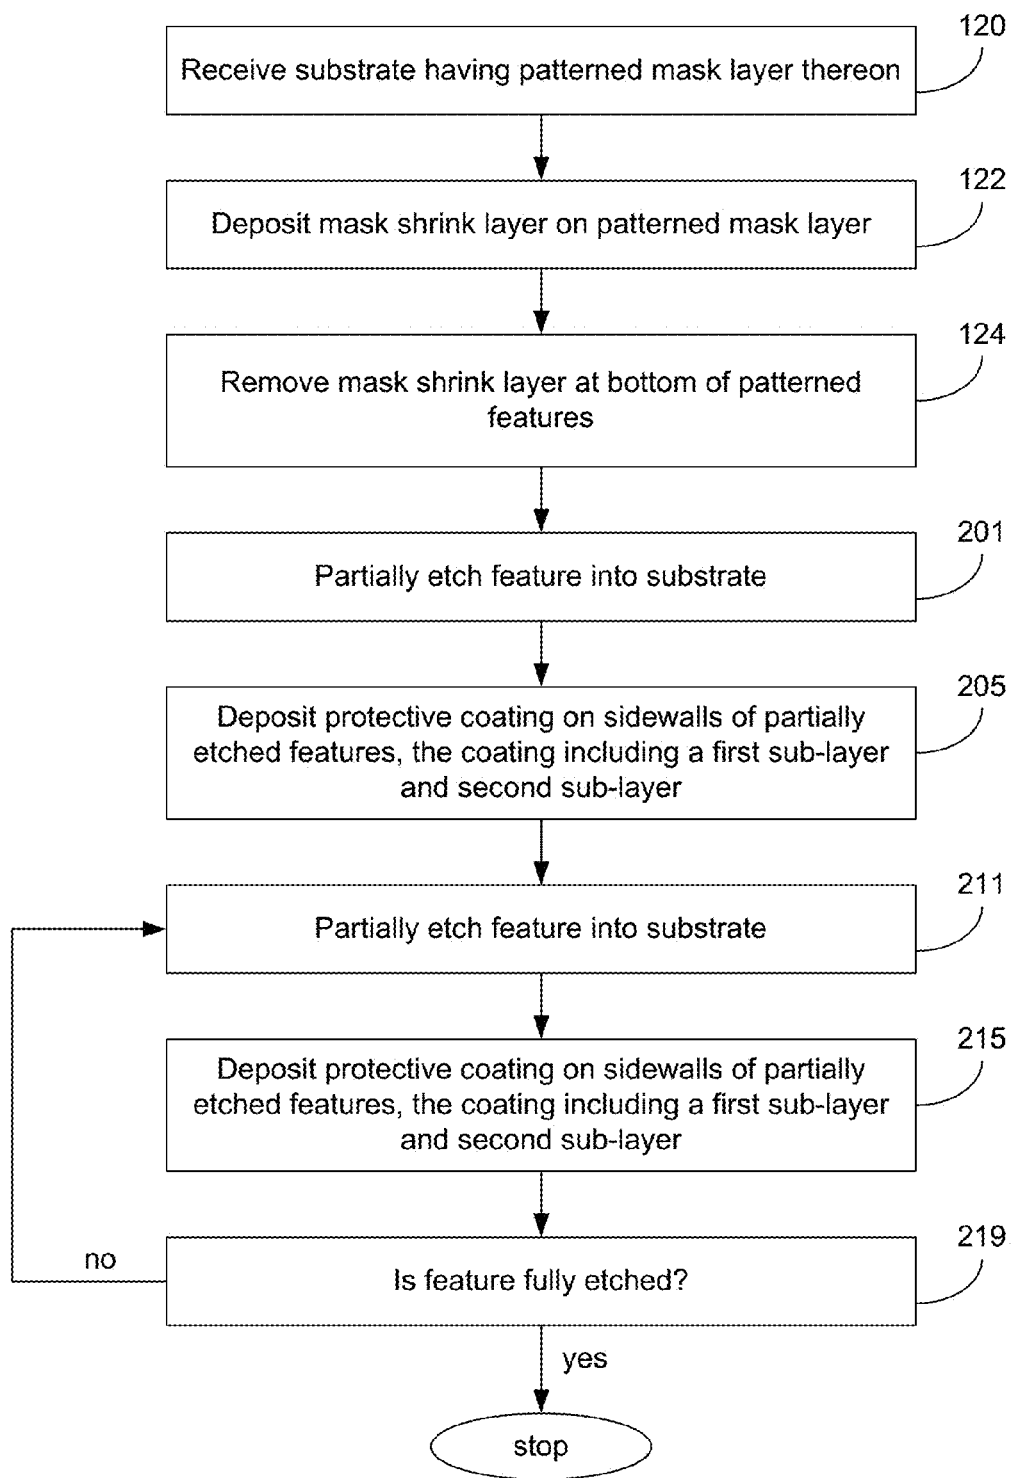 120
Receive substrate having patterned mask layer thereon
122
Deposit mask shrink layer on patterned mask layer
124
Remove mask shrink layer at bottom of patterned
features
201
Partially etch feature into substrate
205
Deposit protective coating on sidewalls of partially
etched features, the coating including a first sub-layer
and second sub-layer
211
Partially etch feature into substrate
215
Deposit protective coating on sidewalls of partially
etched features, the coating including a first sub-layer
and second sub-layer
219
no
Is feature fully etched?
yes
stop